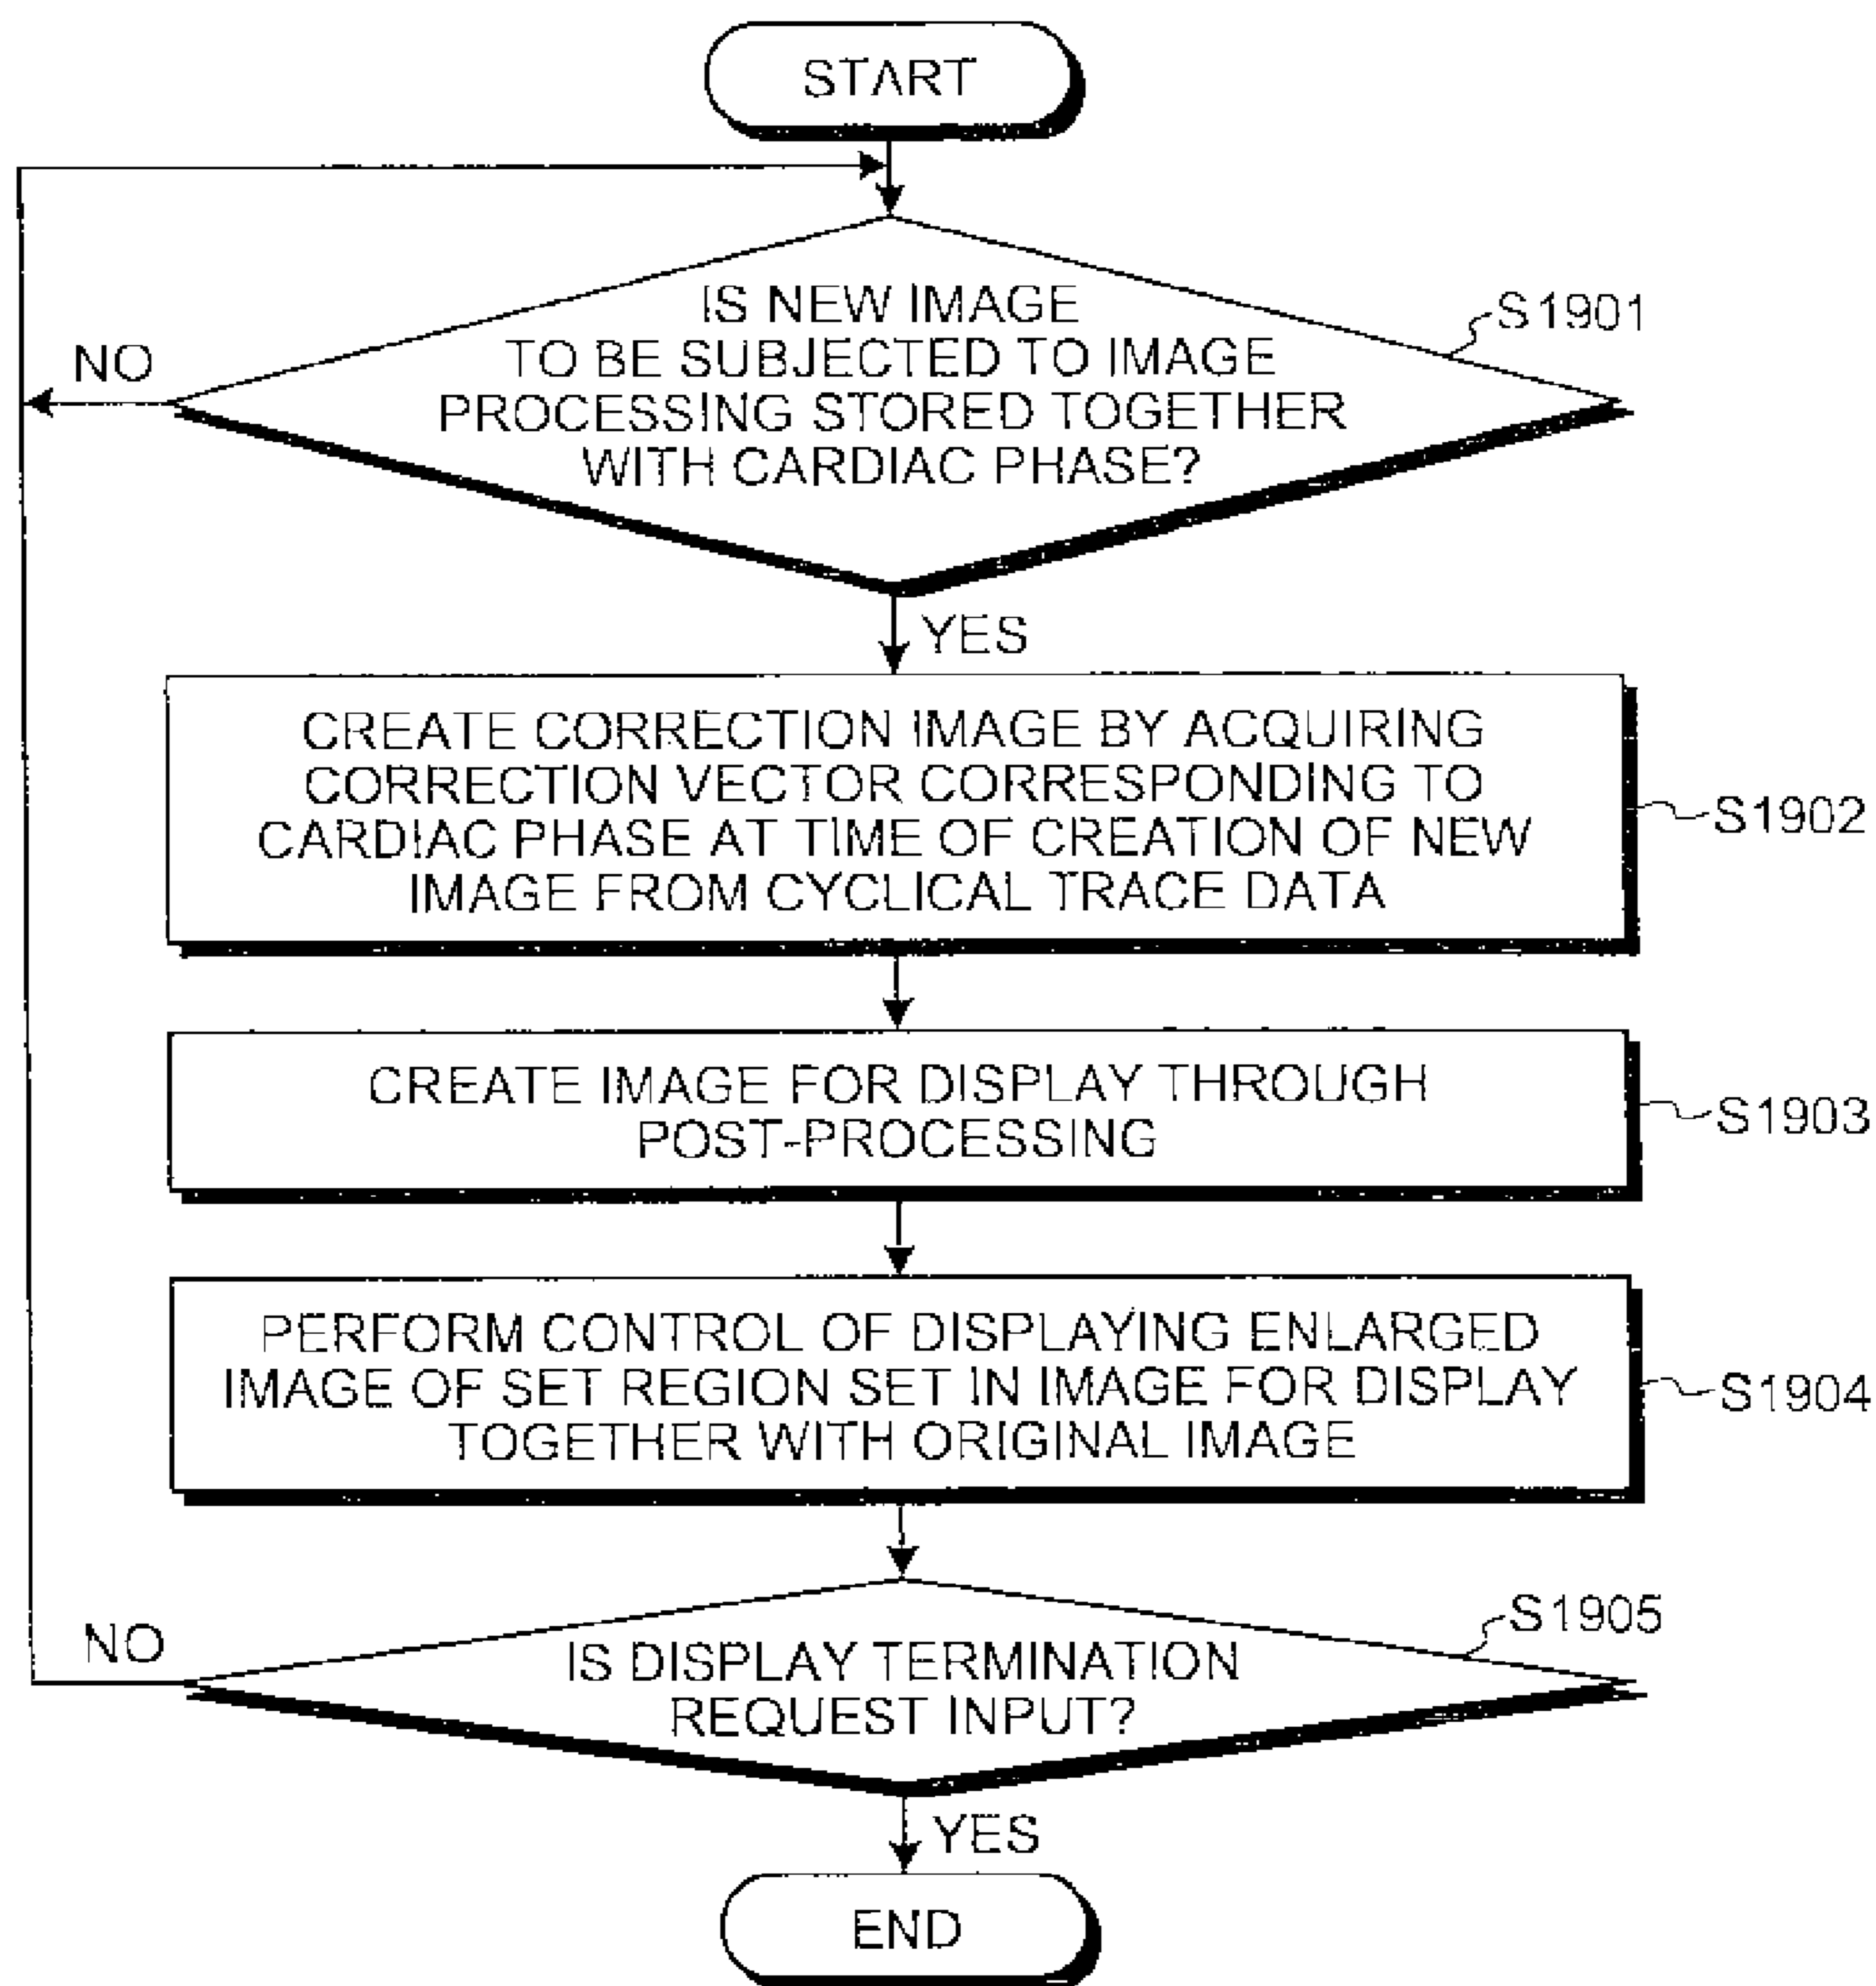 START
IS NEW IMAGE
TO BE SUBJECTED TO IMAGE
PROCESSING STORED TOGETHER
WITH CARDIAC PHASE?
S1901
NO
YES
CREATE CORRECTION IMAGE BY ACQUIRING
CORRECTION VECTOR CORRESPONDING TO
CARDIAC PHASE AT TIME OF CREATION OF NEW
IMAGE FROM CYCLICAL TRACE DATA
S1902
CREATE IMAGE FOR DISPLAY THROUGH
POST-PROCESSING
S1903
PERFORM CONTROL OF DISPLAYING ENLARGED
IMAGE OF SET REGION SET IN IMAGE FOR DISPLAY
TOGETHER WITH ORIGINAL IMAGE
S1904
IS DISPLAY TERMINATION
REQUEST INPUT?
S1905
NO
YES
END